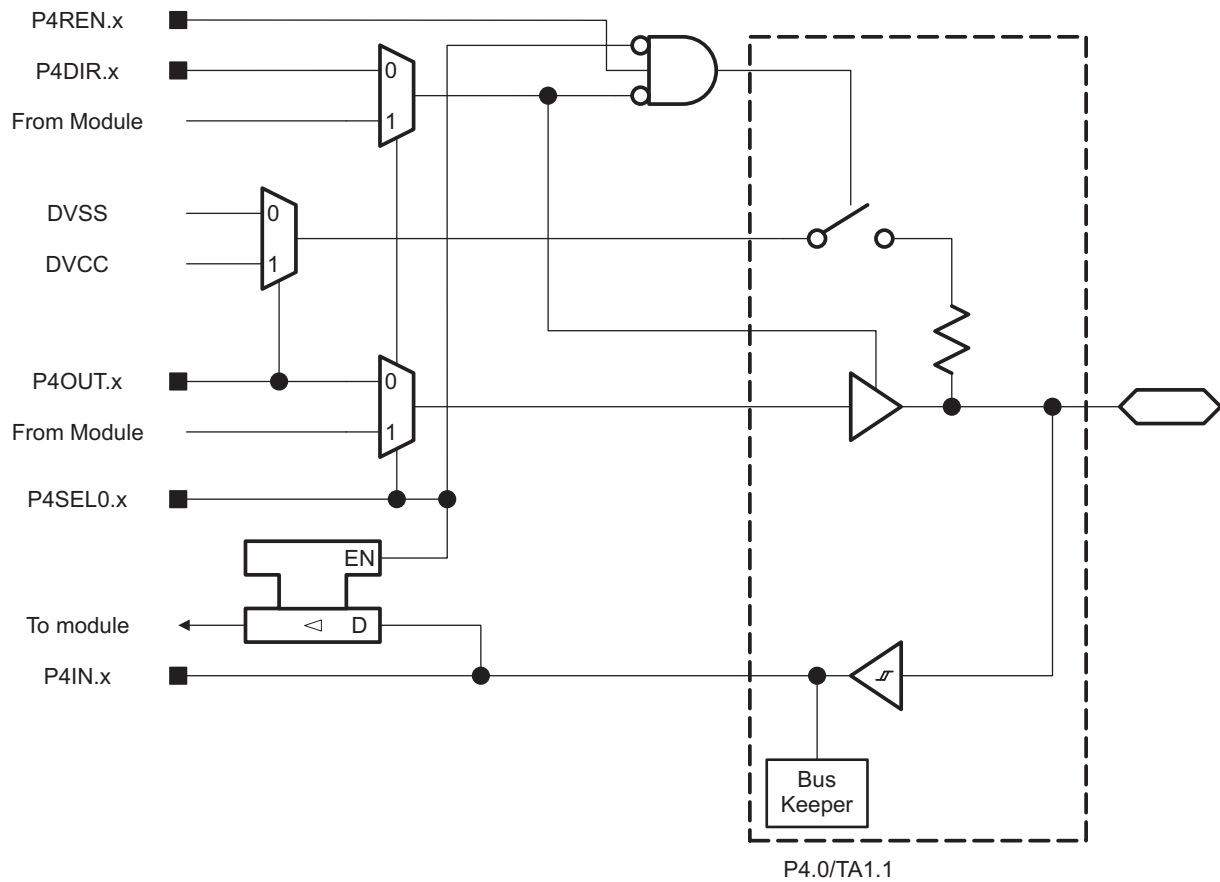 P4REN.x
P4DIR.x
0
From Module
1
DVSS
0
DVCC
1
P4OUT.x
0
From Module
1
P4SEL0.x
EN
To module
D
P4IN.x
Bus
Keeper
P4.0/TA1.1